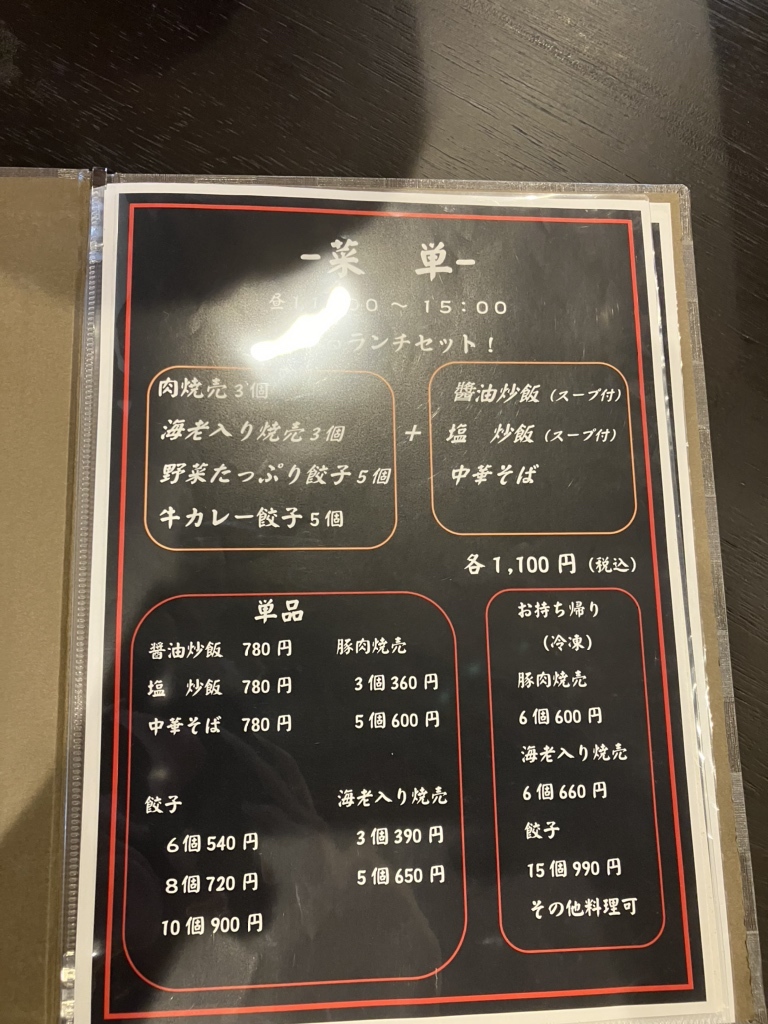 -菜 単-
昼11:00 ～ 15:00
ランチセット！
肉焼売 3個
海老入り焼売 3個
野菜たっぷり餃子 5個
牛カレー餃子 5個
+
醤油炒飯 (スープ付)
塩 炒飯 (スープ付)
中華そば
各 1,100 円 (税込)
単品
醤油炒飯 780 円
塩 炒飯 780 円
中華そば 780 円
豚肉焼売
3個 360 円
5個 600 円
餃子
6個 540 円
8個 720 円
10個 900 円
海老入り焼売
3個 390 円
5個 650 円
お持ち帰り
(冷凍)
豚肉焼売
6個 600 円
海老入り焼売
6個 660 円
餃子
15個 990 円
その他料理可